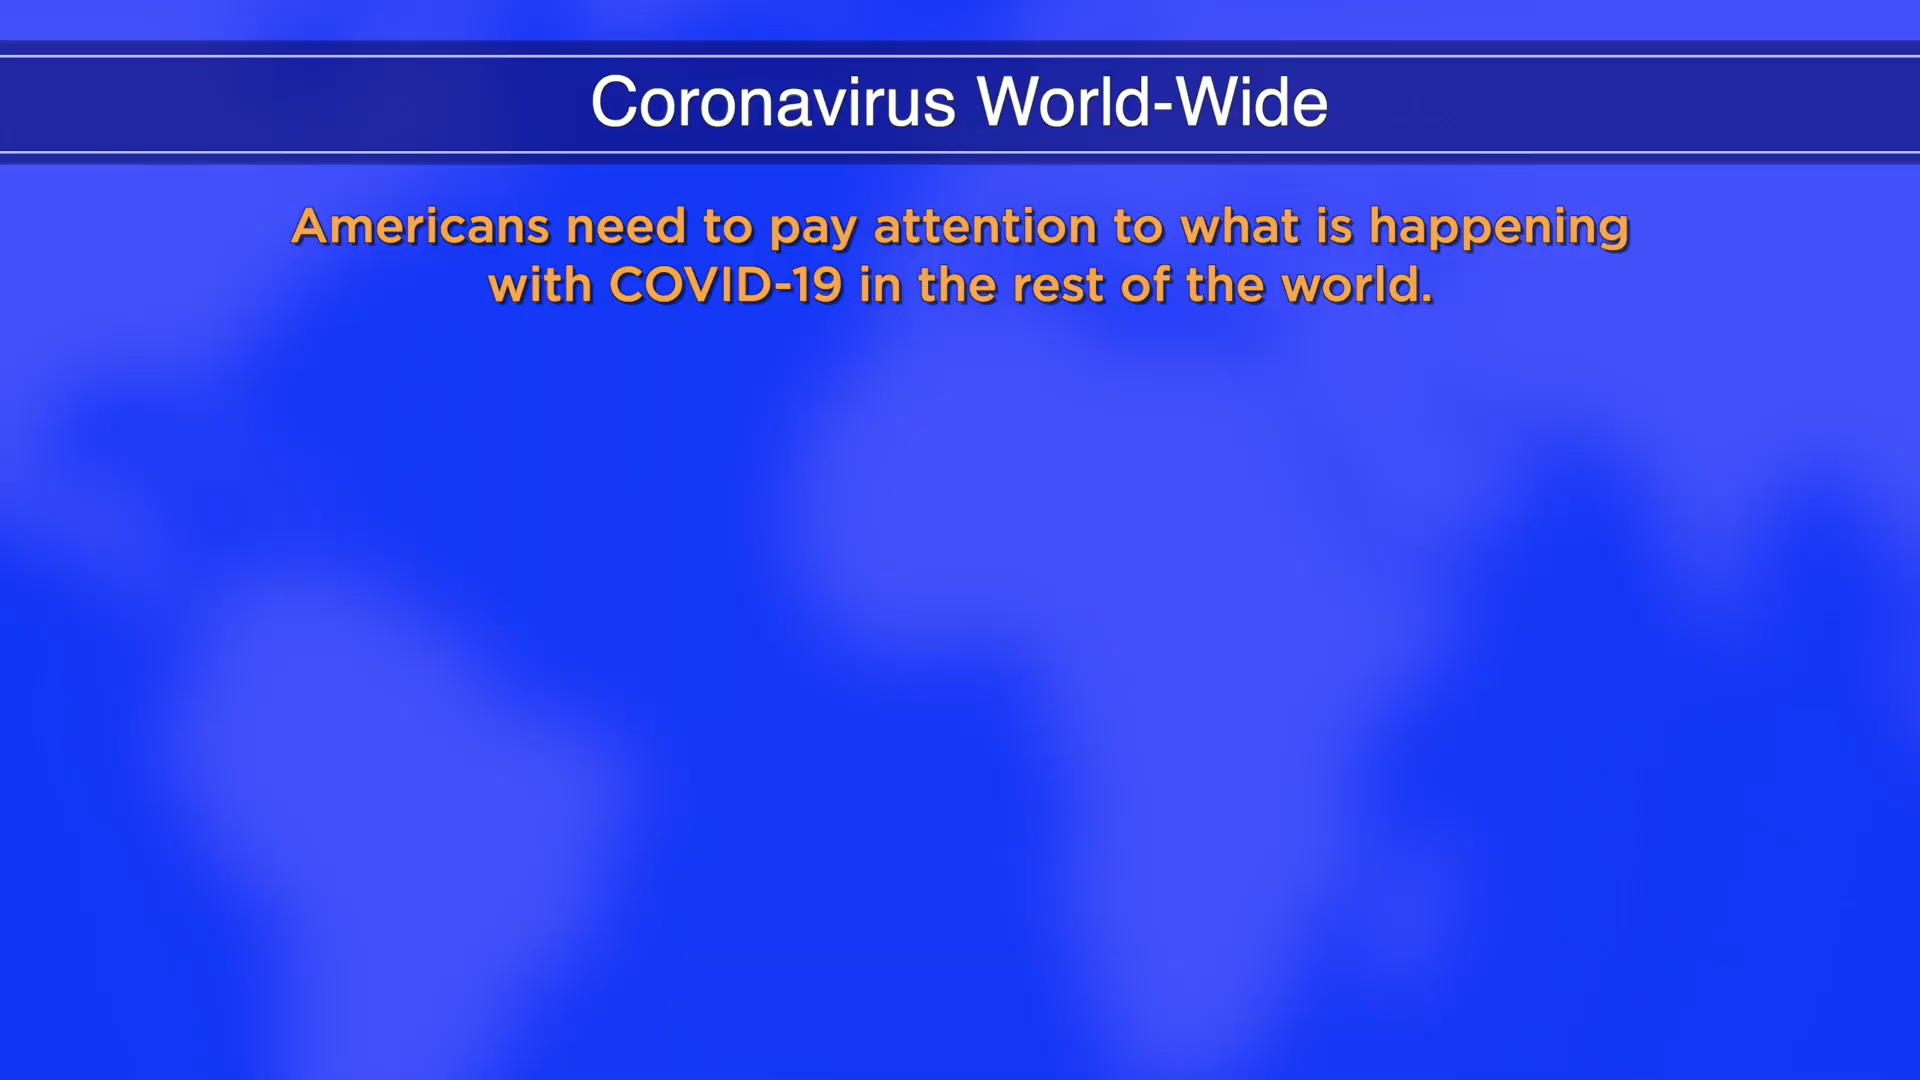 Coronavirus World-Wide
Americans need to pay attention to what is happening
with COVID-19 in the rest of the world.